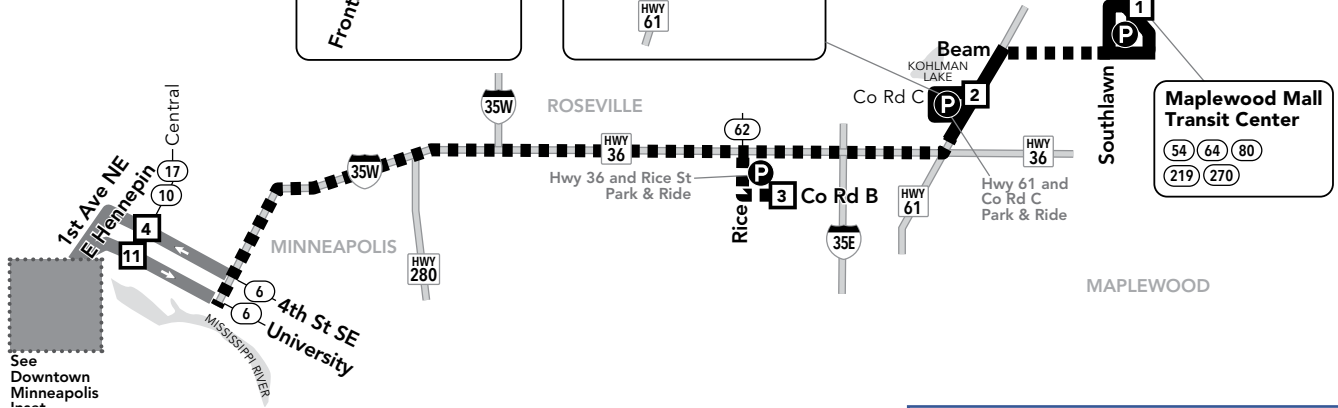 Front
HWY
61
1
P
Beam
KOHLMAN
LAKE
Co Rd C
P
2
Southlawn
Maplewood Mall
Transit Center
54 64 80
219 270
35W
ROSEVILLE
62
HWY
36
HWY
36
35W
Hwy 36 and Rice St
Park & Ride
P
3
Co Rd B
Rice
Hwy 61 and
Co Rd C
Park & Ride
HWY
61
35E
Central
17
10
1st Ave NE
E Hennepin
4
11
MINNEAPOLIS
HWY
280
MAPLEWOOD
6
4th St SE
6
University
MISSISSIPPI RIVER
See
Downtown
Minneapolis
Inset